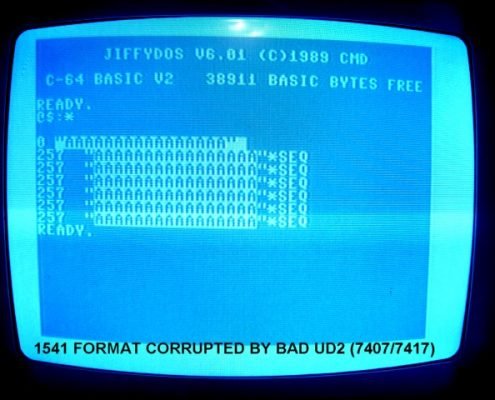 JIFFYDOS V6.01 (C)1989 CMD
C-64 BASIC V2   38911 BASIC BYTES FREE
READY.
@$:*
0 "AAAAAAAAAAAAAAAA"
257   "AAAAAAAAAAAAAAAA"*SEQ
257   "AAAAAAAAAAAAAAAA"*SEQ
257   "AAAAAAAAAAAAAAAA"*SEQ
257   "AAAAAAAAAAAAAAAA"*SEQ
257   "AAAAAAAAAAAAAAAA"*SEQ
257   "AAAAAAAAAAAAAAAA"*SEQ
READY.
1541 FORMAT CORRUPTED BY BAD UD2 (7407/7417)